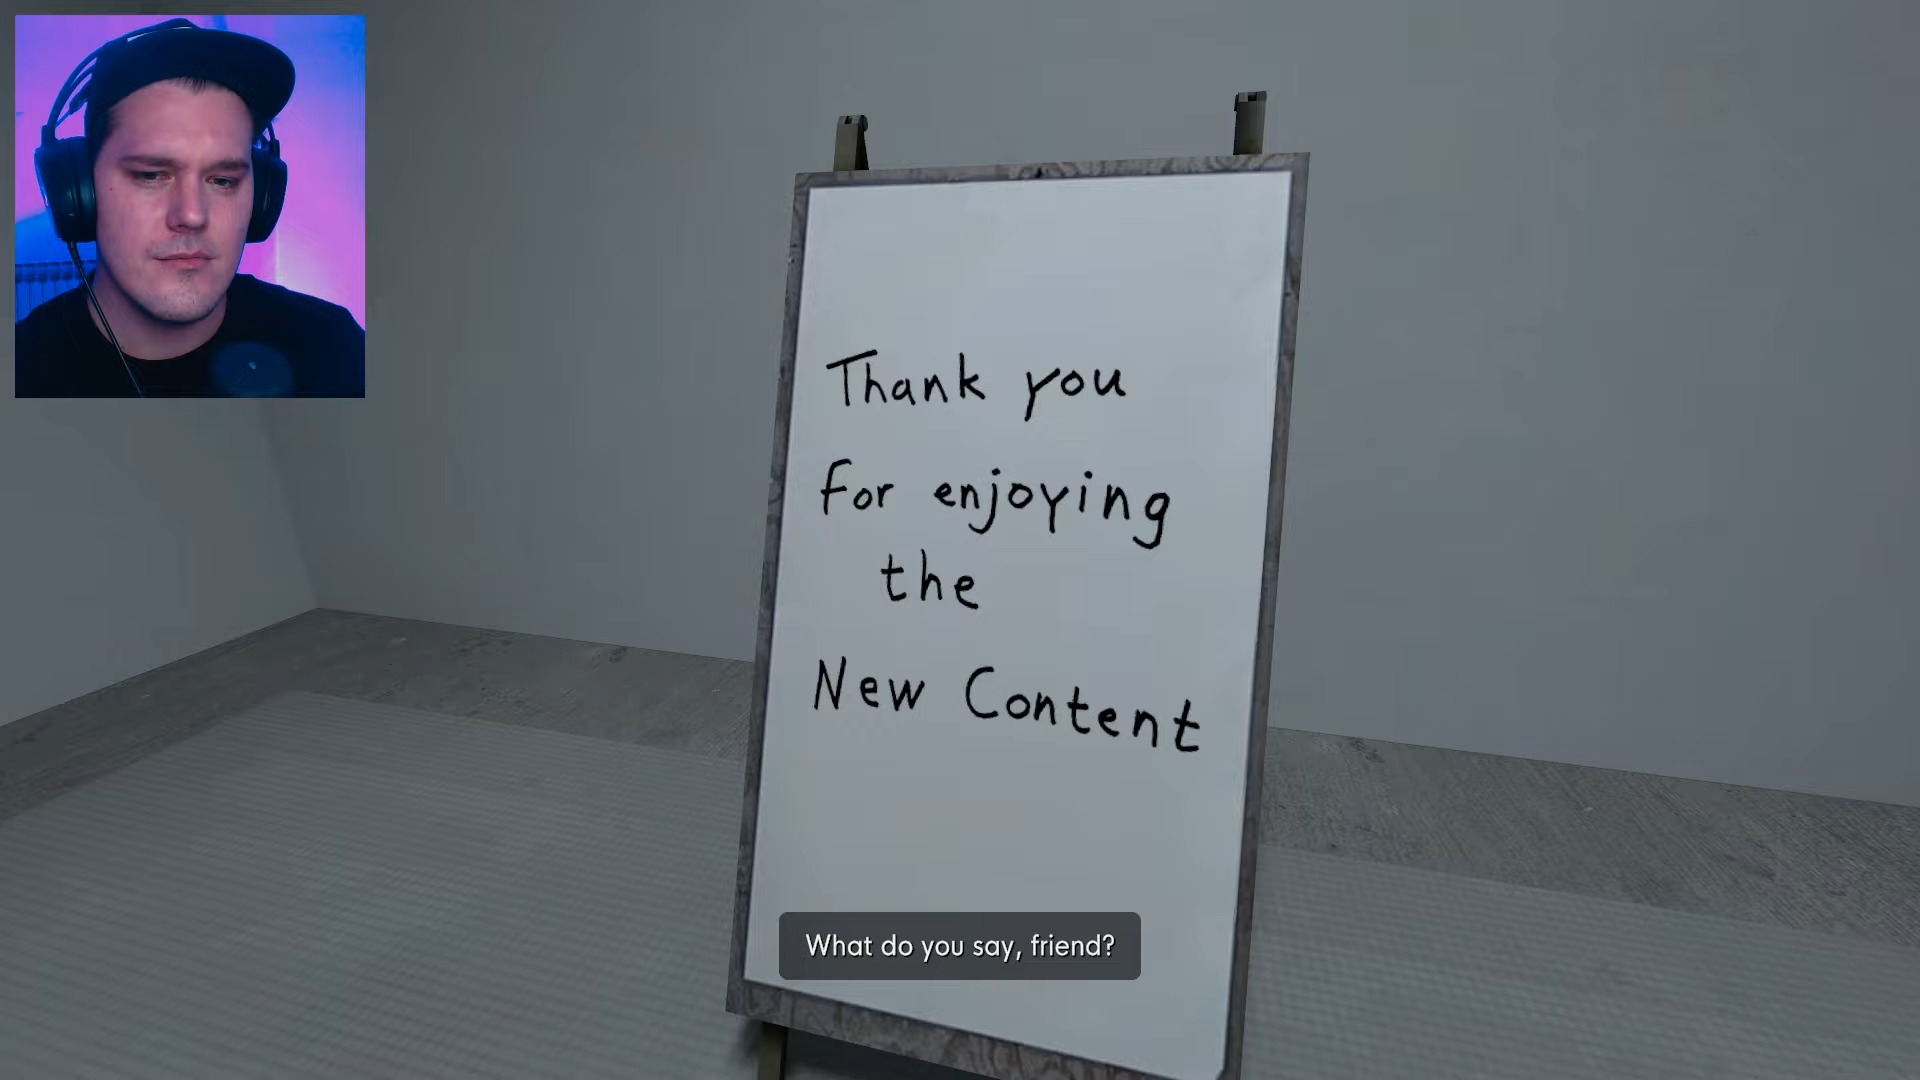 Thank you
for enjoying
the
New Content
What do you say, friend?